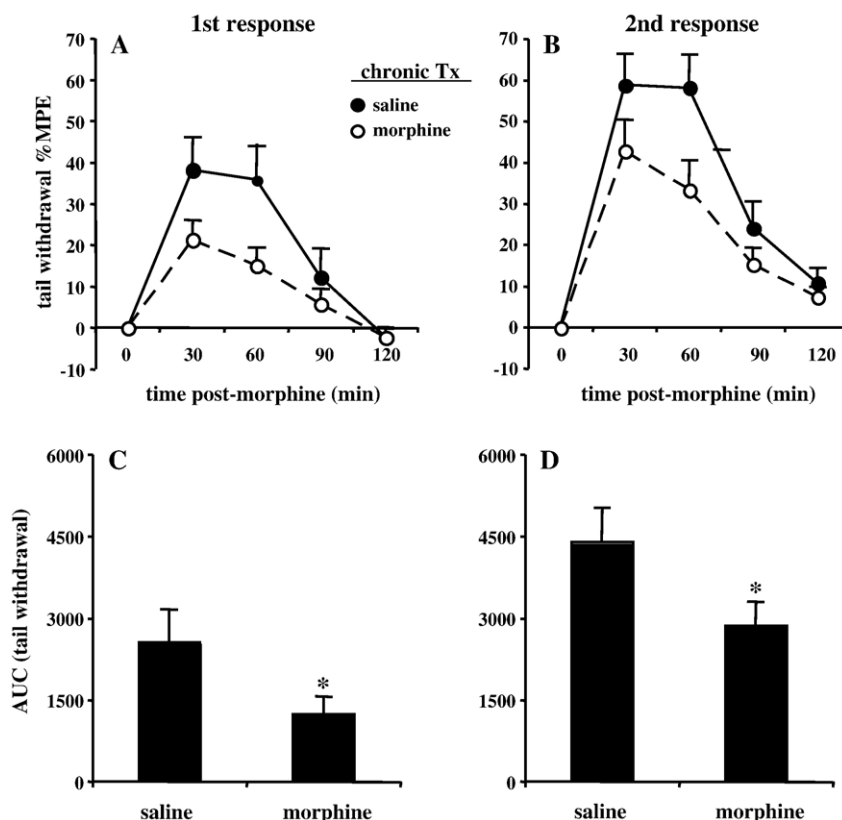 1st response
2nd response
A
B
70
60
50
40
30
20
10
0
-10
tail withdrawal %MPE
chronic Tx
saline
morphine
0 30 60 90 120
time post-morphine (min)
70
60
50
40
30
20
10
0
-10
0 30 60 90 120
time post-morphine (min)
C
6000
4500
3000
1500
0
AUC (tail withdrawal)
*
saline morphine
D
6000
4500
3000
1500
0
*
saline morphine